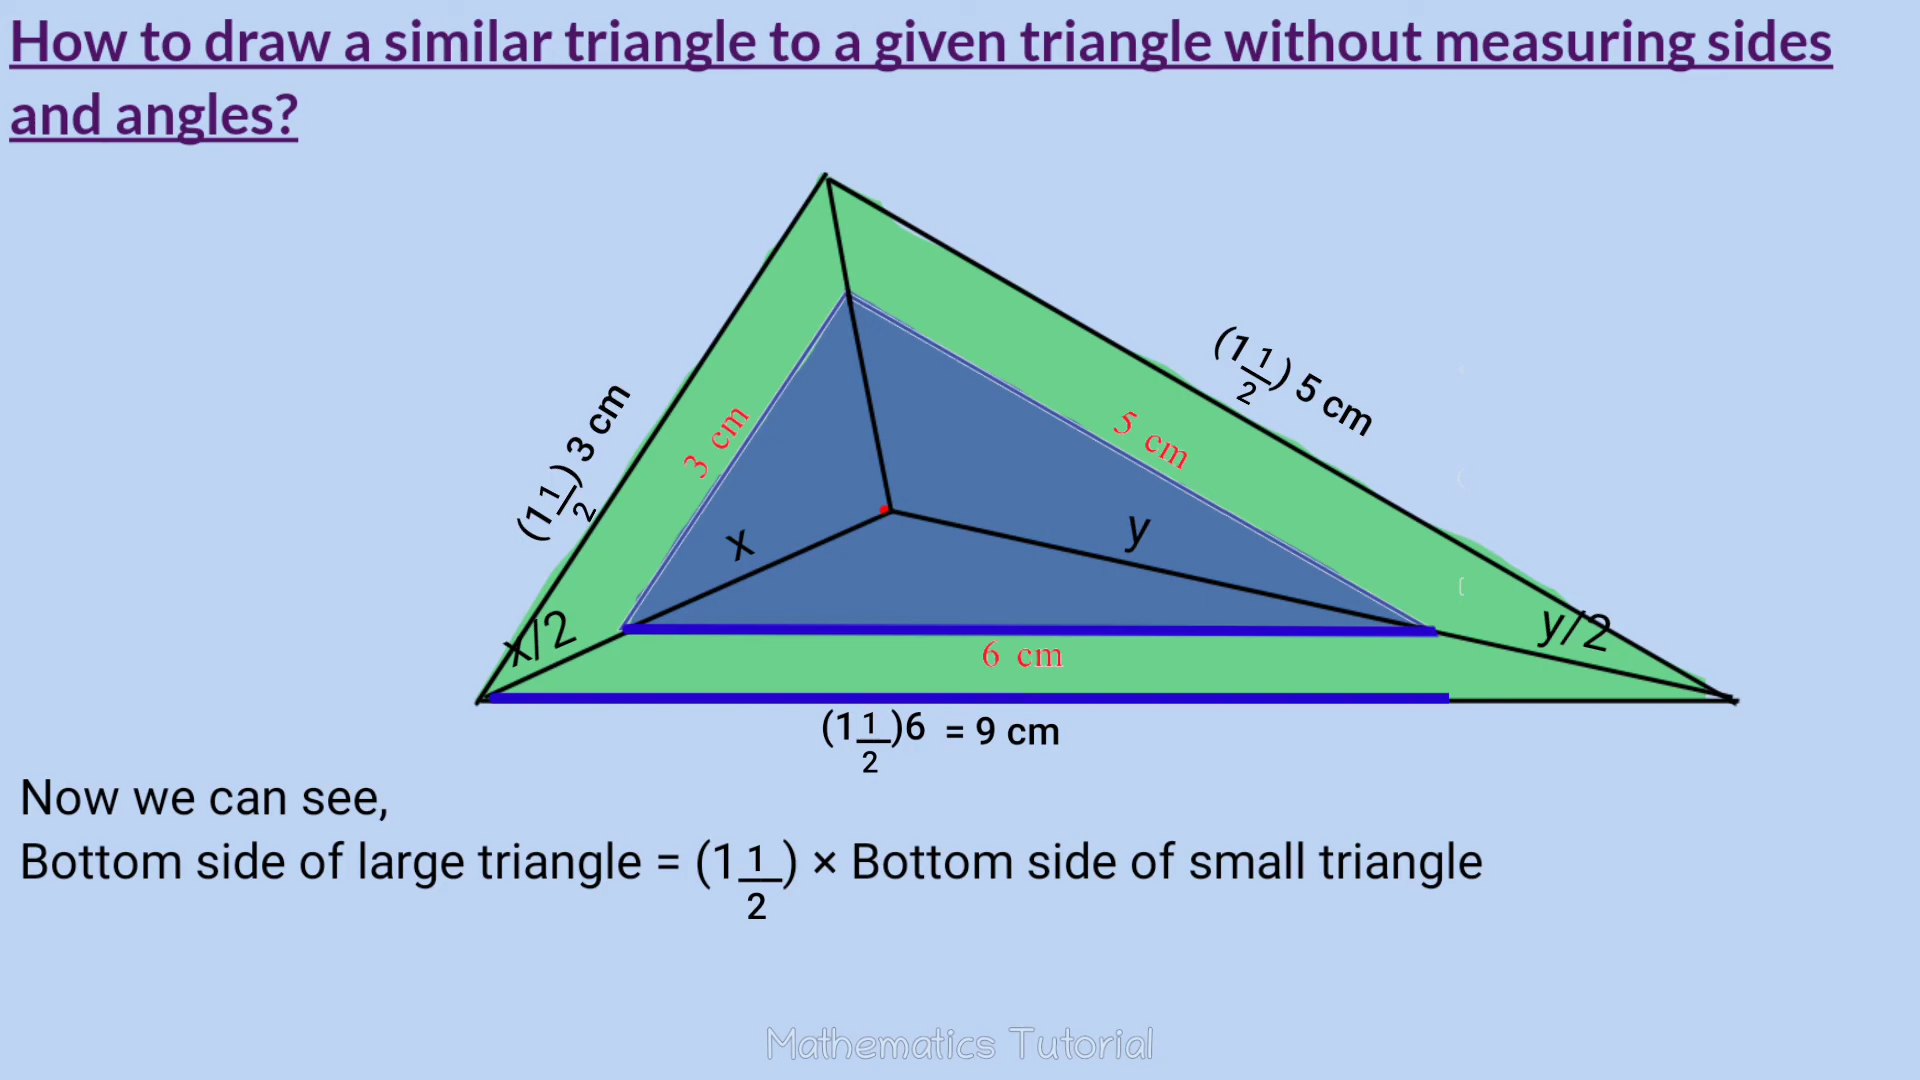 How to draw a similar triangle to a given triangle without measuring sides
and angles?
(1 1/2) 3 cm
(1 1/2) 5 cm
3 cm
5 cm
x
y
x/2
y/2
6 cm
(1 1/2)6 = 9 cm
Now we can see,
Bottom side of large triangle = (1 1/2) × Bottom side of small triangle
Mathematics Tutorial